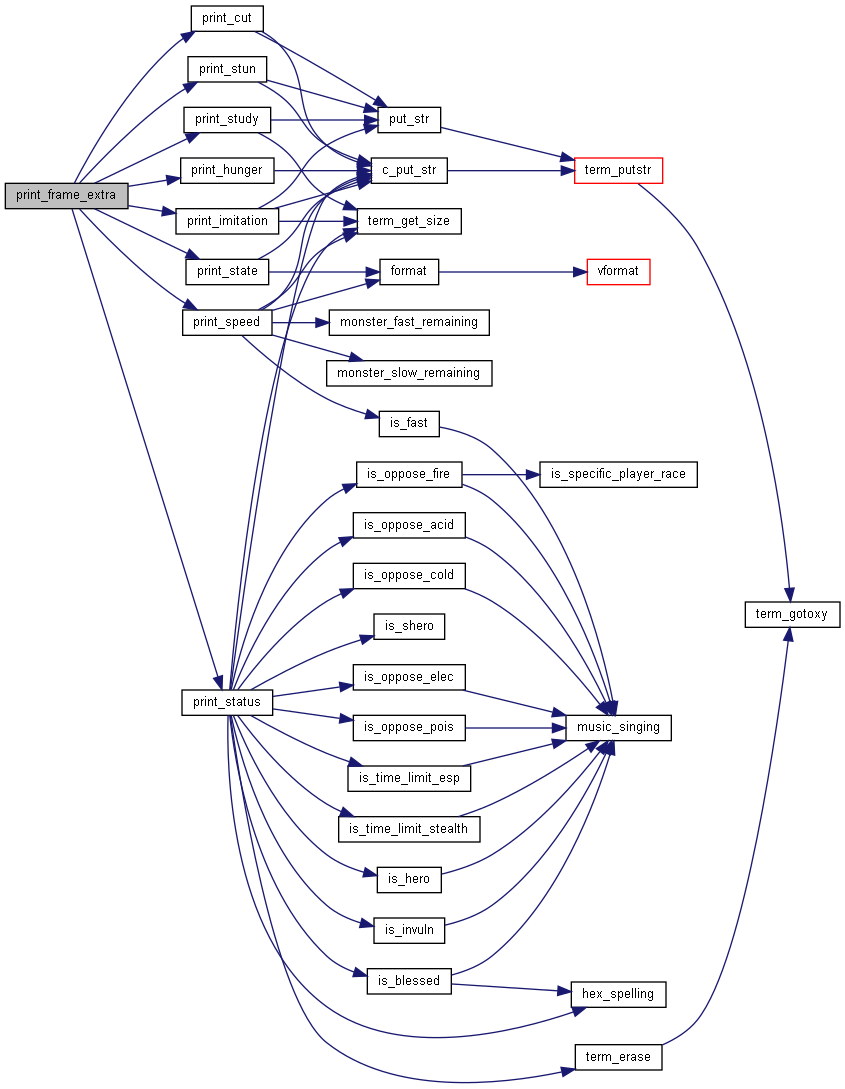 print_cut
print_stun
put_str
print_study
print_hunger
c_put_str
term_putstr
print_frame_extra
print_imitation
term_get_size
print_state
format
vformat
print_speed
monster_fast_remaining
monster_slow_remaining
is_fast
is_oppose_fire
is_specific_player_race
is_oppose_acid
is_oppose_cold
term_gotoxy
is_shero
is_oppose_elec
print_status
is_oppose_pois
music_singing
is_time_limit_esp
is_time_limit_stealth
is_hero
is_invuln
is_blessed
hex_spelling
term_erase